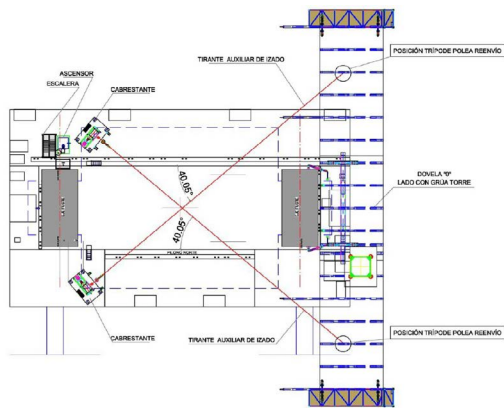 POSICIÓN TRÍPODE POLEA REENVÍO
TIRANTE AUXILIAR DE IZADO
ASCENSOR
ESCALERA
CABRESTANTE
DOVELA "0"
LADO CON GRÚA TORRE
40.05°
40.05°
CABRESTANTE
TIRANTE AUXILIAR DE IZADO
POSICIÓN TRÍPODE POLEA REENVÍO